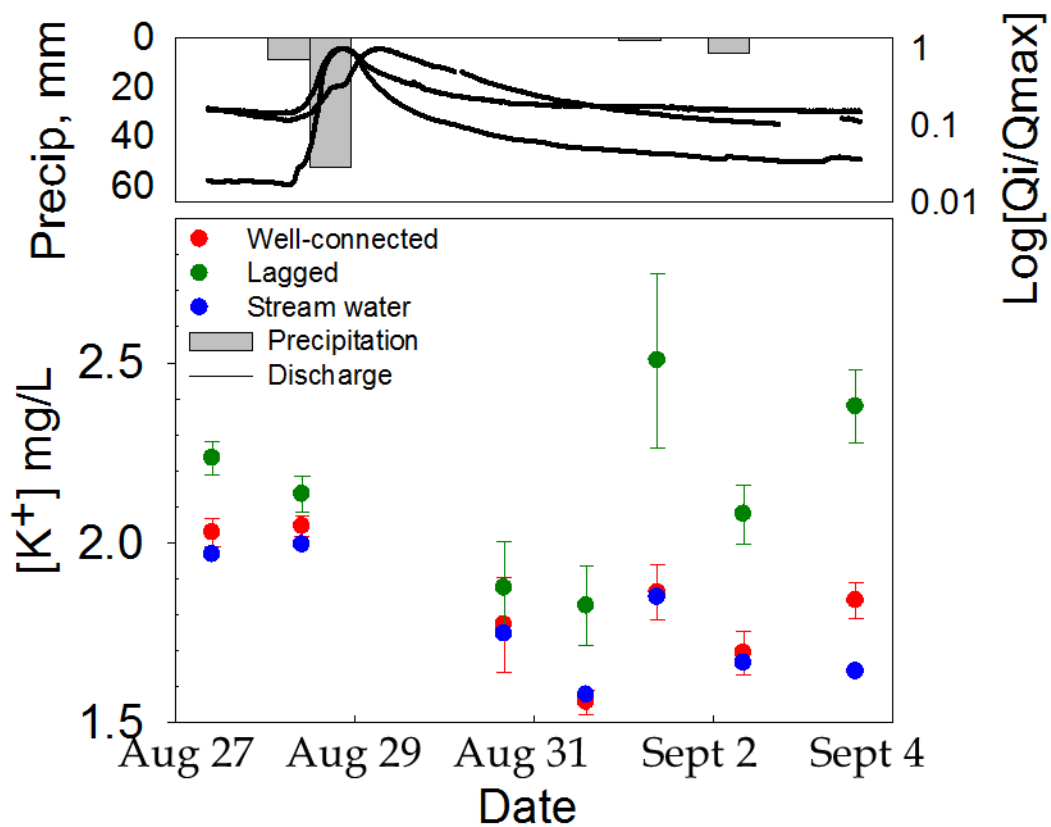 Precip, mm
0
20
40
60
1
0.1
0.01
Log[Qi/Qmax]
Well-connected
Lagged
Stream water
Precipitation
Discharge
[K+] mg/L
2.5
2.0
1.5
Aug 27 Aug 29 Aug 31 Sept 2 Sept 4
Date